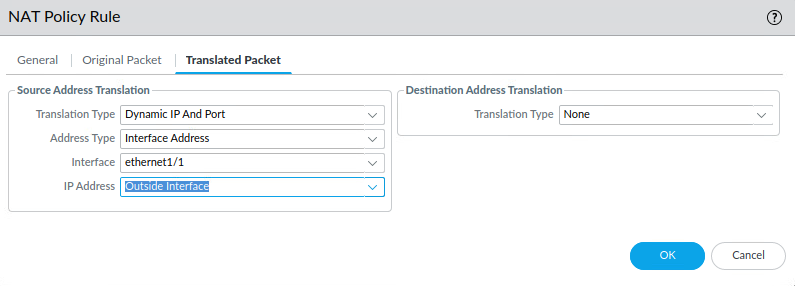 NAT Policy Rule
General Original Packet Translated Packet
Source Address Translation
Translation Type Dynamic IP And Port
Address Type Interface Address
Interface ethernet1/1
IP Address Outside Interface
Destination Address Translation
Translation Type None
OK Cancel